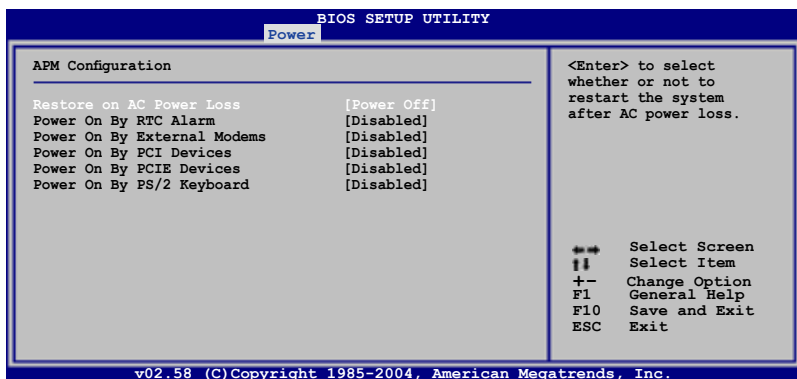 BIOS SETUP UTILITY
Power
APM Configuration
Restore on AC Power Loss [Power Off]
Power On By RTC Alarm [Disabled]
Power On By External Modems [Disabled]
Power On By PCI Devices [Disabled]
Power On By PCIE Devices [Disabled]
Power On By PS/2 Keyboard [Disabled]
<Enter> to select
whether or not to
restart the system
after AC power loss.
←→ Select Screen
↑↓ Select Item
+- Change Option
F1 General Help
F10 Save and Exit
ESC Exit
v02.58 (C)Copyright 1985-2004, American Megatrends, Inc.